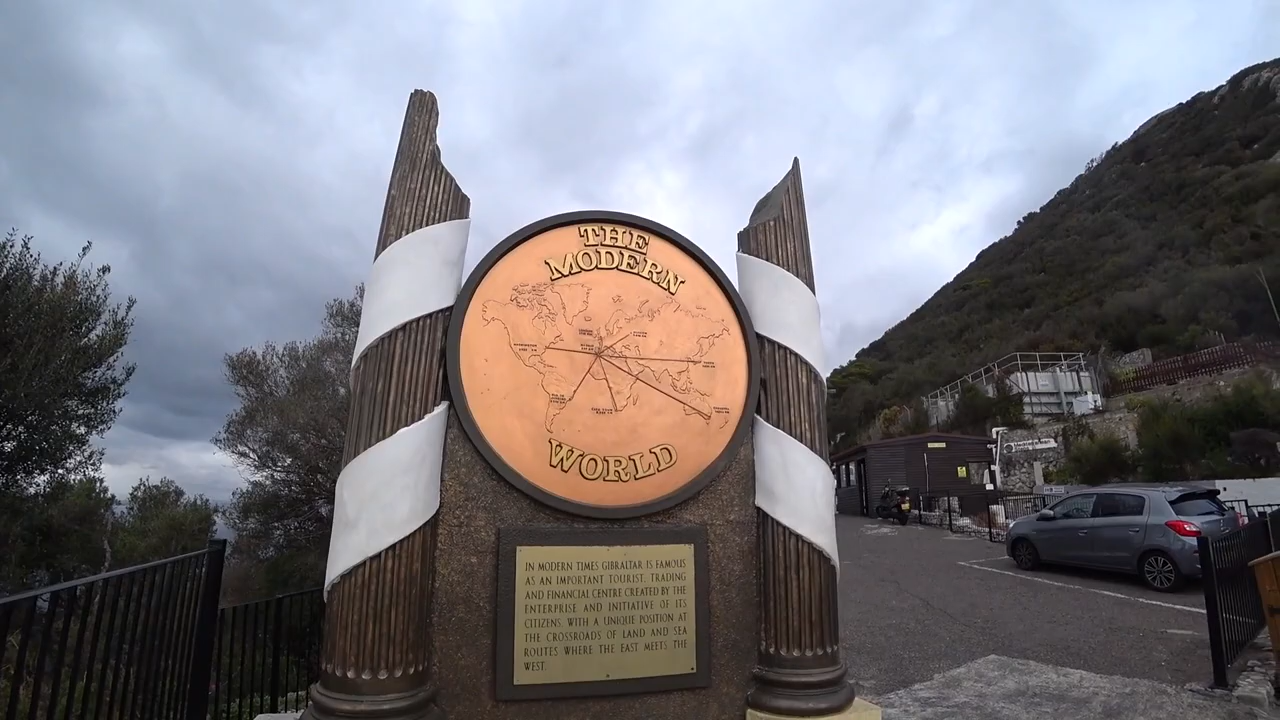 THE
MODERN
WORLD
IN MODERN TIMES GIBRALTAR IS FAMOUS
AS AN IMPORTANT TOURIST, TRADING
AND FINANCIAL CENTRE CREATED BY THE
ENTERPRISE AND INITIATIVE OF ITS
CITIZENS. WITH A UNIQUE POSITION AT
THE CROSSROADS OF LAND AND SEA
ROUTES WHERE THE EAST MEETS THE
WEST.